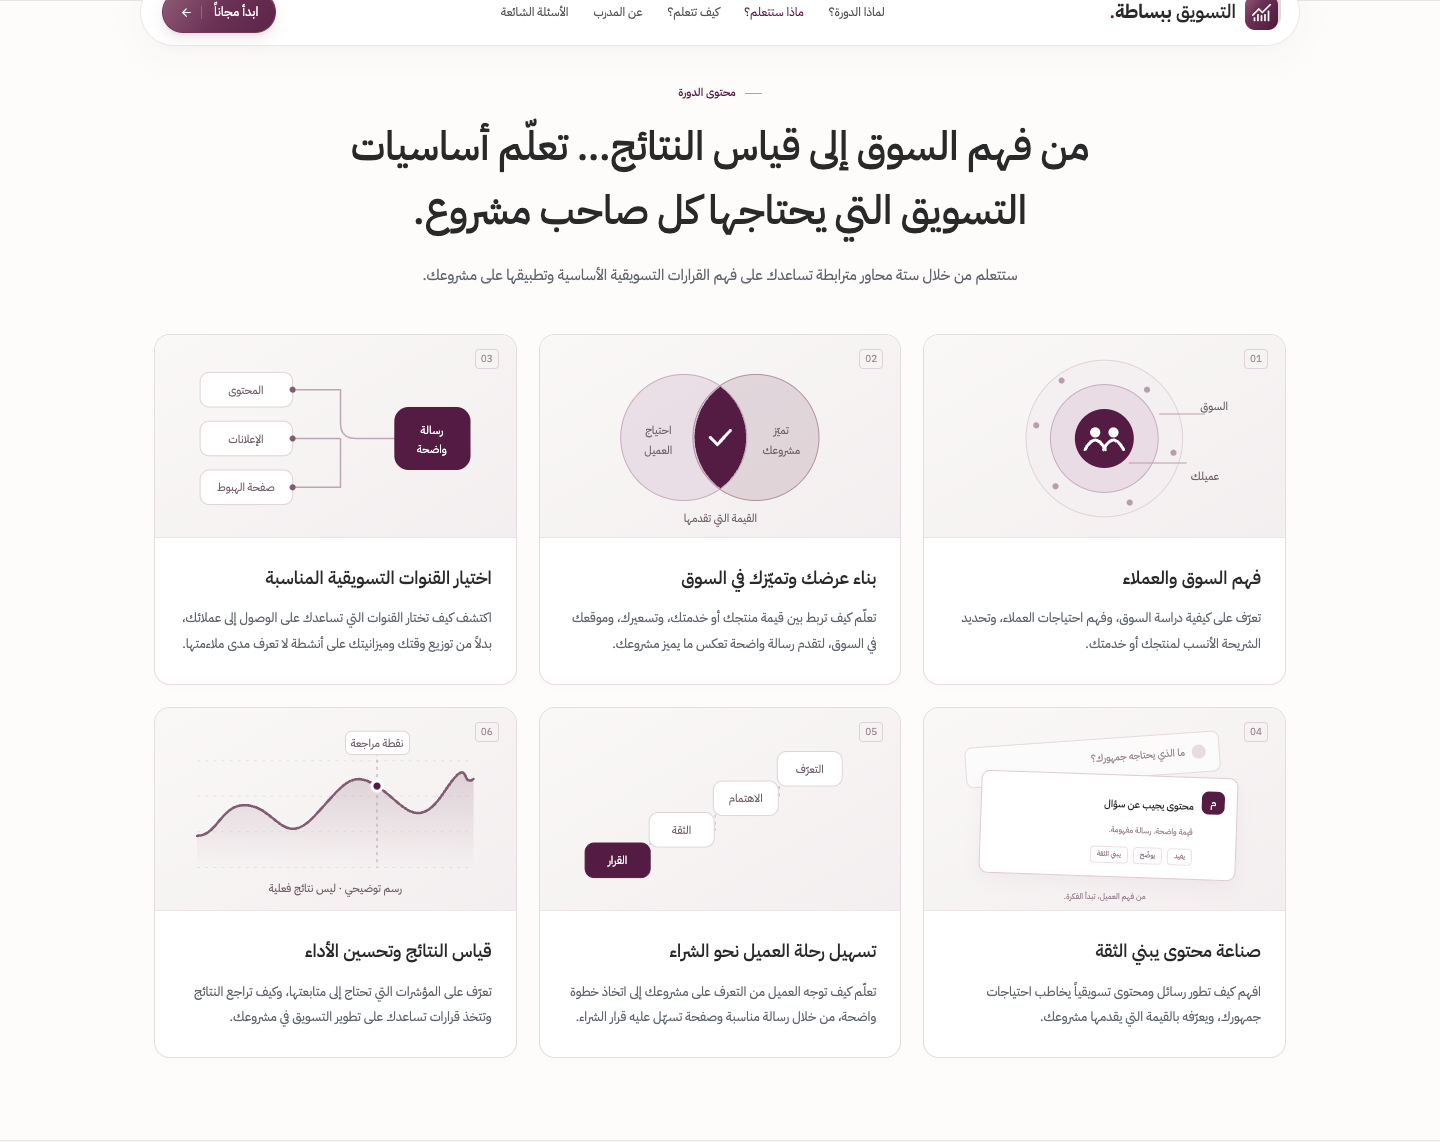 التسويق ببساطة.
لماذا الدورة؟
ماذا ستتعلم؟
كيف تتعلم؟
عن المدرب
الأسئلة الشائعة
ابدأ مجاناً
محتوى الدورة
من فهم السوق إلى قياس النتائج... تعلّم أساسيات
التسويق التي يحتاجها كل صاحب مشروع.
ستتعلم من خلال ستة محاور مترابطة تساعدك على فهم القرارات التسويقية الأساسية وتطبيقها على مشروعك.
01
السوق
عميلك
فهم السوق والعملاء
تعرّف على كيفية دراسة السوق، وفهم احتياجات العملاء، وتحديد
الشريحة الأنسب لمنتجك أو خدمتك.
02
تميّز
مشروعك
احتياج
العميل
القيمة التي تقدمها
بناء عرضك وتميّزك في السوق
تعلّم كيف تربط بين قيمة منتجك أو خدمتك، وتسعيرك، وموقعك
في السوق، لتقدم رسالة واضحة تعكس ما يميز مشروعك.
03
رسالة
واضحة
المحتوى
الإعلانات
صفحة الهبوط
اختيار القنوات التسويقية المناسبة
اكتشف كيف تختار القنوات التي تساعدك على الوصول إلى عملائك،
بدلاً من توزيع وقتك وميزانيتك على أنشطة لا تعرف مدى ملاءمتها.
04
ما الذي يحتاجه جمهورك؟
م
محتوى يجيب عن سؤال
قيمة واضحة. رسالة مفهومة.
يفيد
يوضّح
يبني الثقة
من فهم العميل، تبدأ الفكرة.
صناعة محتوى يبني الثقة
افهم كيف تطور رسائل ومحتوى تسويقياً يخاطب احتياجات
جمهورك، ويعرّفه بالقيمة التي يقدمها مشروعك.
05
التعرّف
الاهتمام
الثقة
القرار
تسهيل رحلة العميل نحو الشراء
تعلّم كيف توجه العميل من التعرف على مشروعك إلى اتخاذ خطوة
واضحة، من خلال رسالة مناسبة وصفحة تسهّل عليه قرار الشراء.
06
نقطة مراجعة
رسم توضيحي · ليس نتائج فعلية
قياس النتائج وتحسين الأداء
تعرّف على المؤشرات التي تحتاج إلى متابعتها، وكيف تراجع النتائج
وتتخذ قرارات تساعدك على تطوير التسويق في مشروعك.